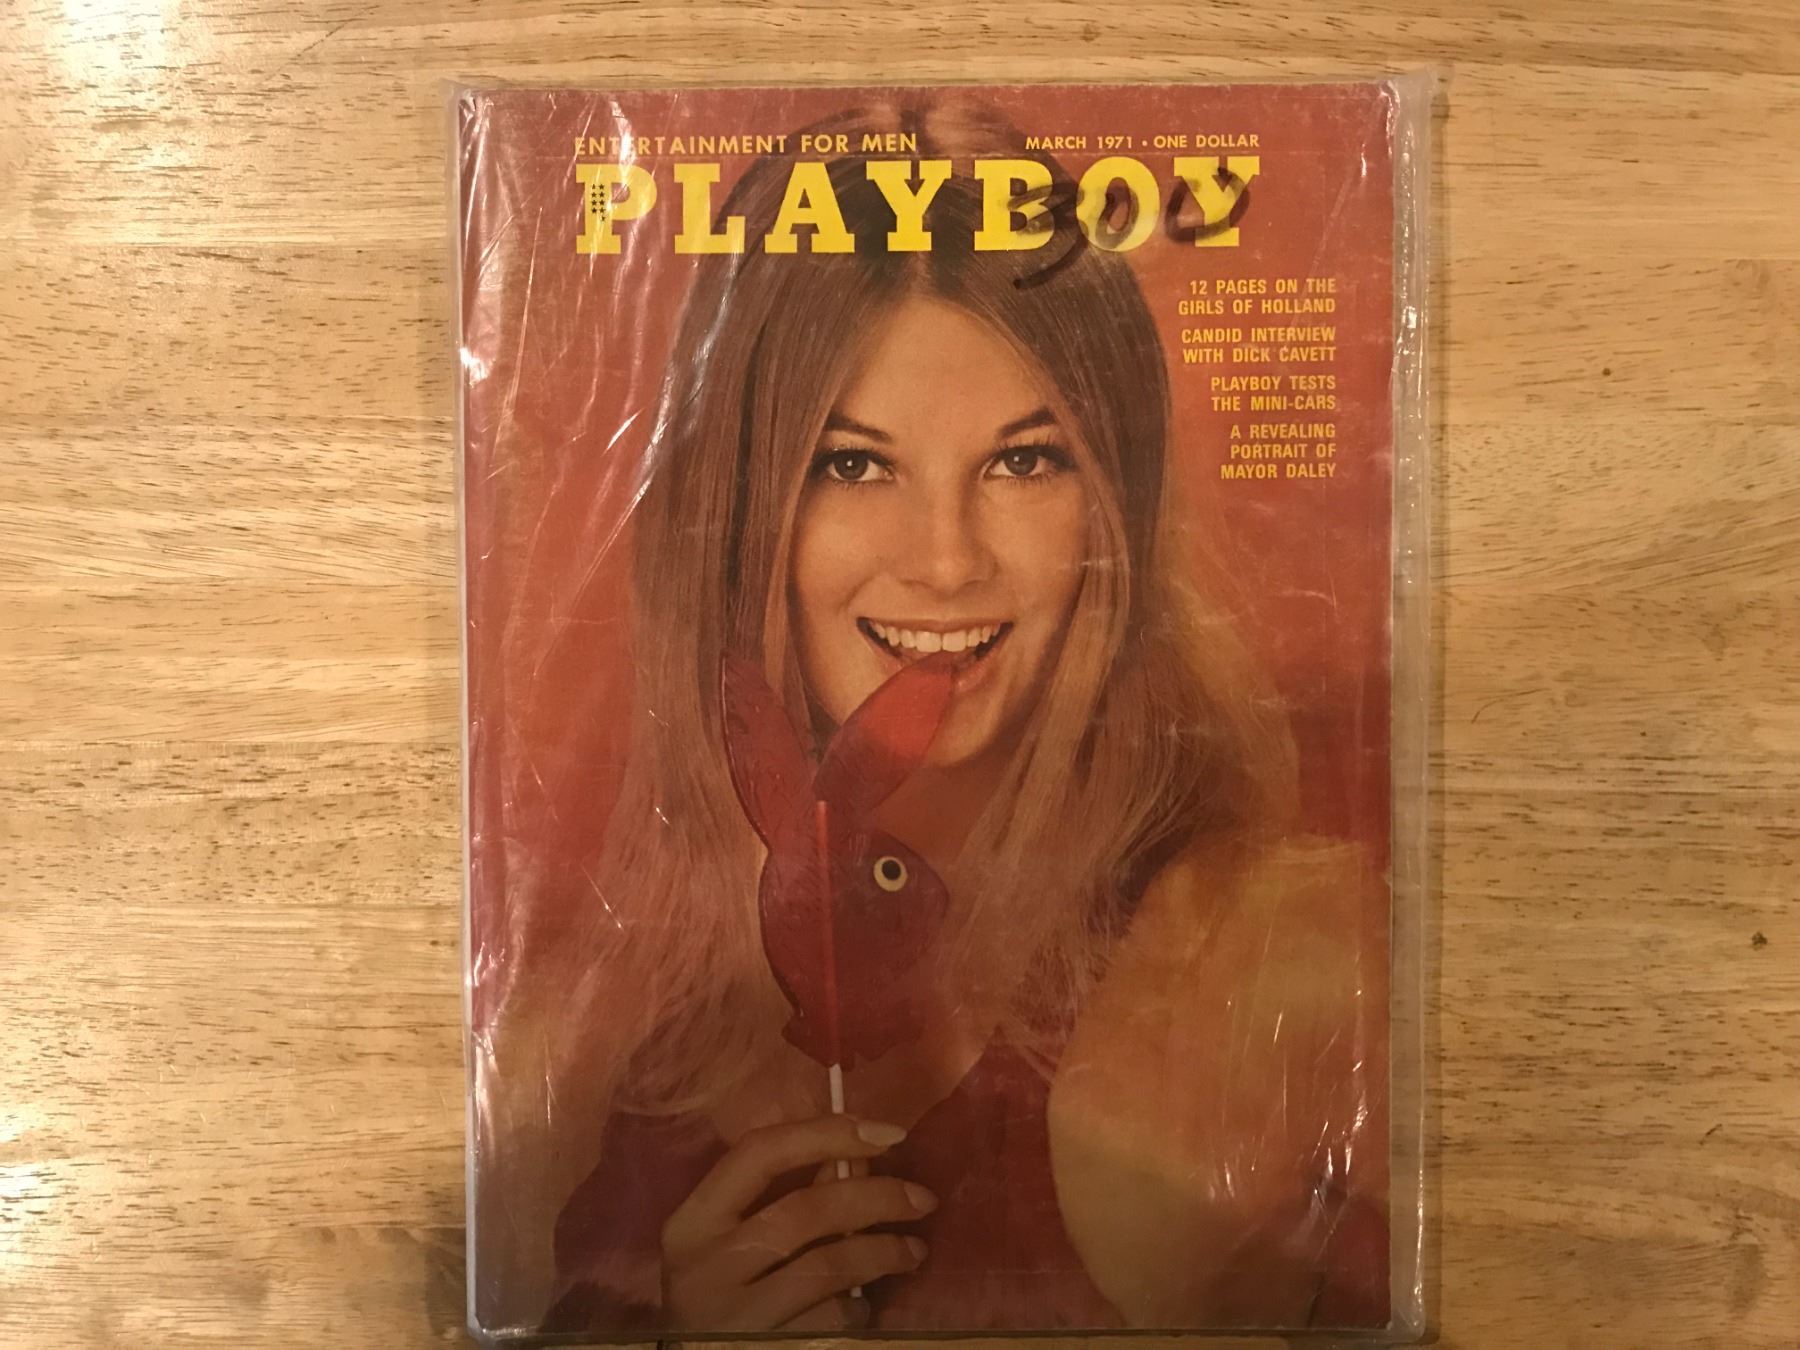 ENTERTAINMENT FOR MEN MARCH 1971 • ONE DOLLAR
PLAYBOY
300
12 PAGES ON THE
GIRLS OF HOLLAND
CANDID INTERVIEW
WITH DICK CAVETT
PLAYBOY TESTS
THE MINI-CARS
A REVEALING
PORTRAIT OF
MAYOR DALEY